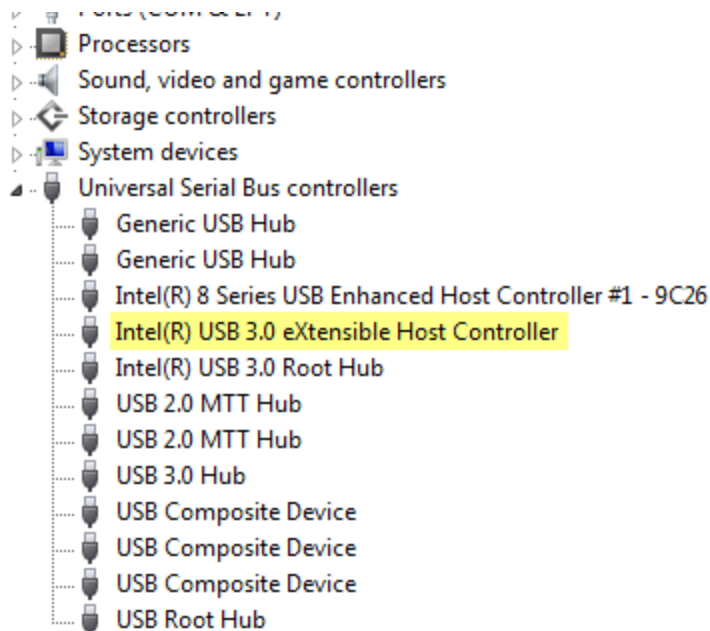 Ports (COM & LPT)
Processors
Sound, video and game controllers
Storage controllers
System devices
Universal Serial Bus controllers
Generic USB Hub
Generic USB Hub
Intel(R) 8 Series USB Enhanced Host Controller #1 - 9C26
Intel(R) USB 3.0 eXtensible Host Controller
Intel(R) USB 3.0 Root Hub
USB 2.0 MTT Hub
USB 2.0 MTT Hub
USB 3.0 Hub
USB Composite Device
USB Composite Device
USB Composite Device
USB Root Hub